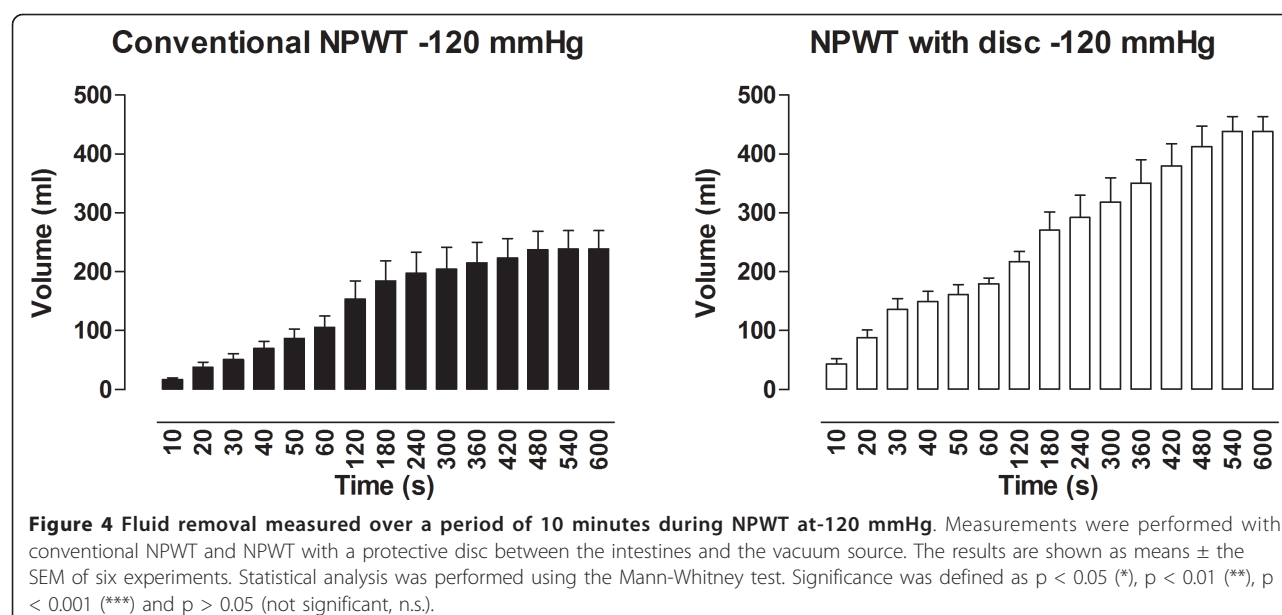 Conventional NPWT -120 mmHg
500
400
300
200
100
0
Volume (ml)
10 20 30 40 50 60 120 180 240 300 360 420 480 540 600
Time (s)
NPWT with disc -120 mmHg
500
400
300
200
100
0
Volume (ml)
10 20 30 40 50 60 120 180 240 300 360 420 480 540 600
Time (s)
Figure 4 Fluid removal measured over a period of 10 minutes during NPWT at-120 mmHg. Measurements were performed with
conventional NPWT and NPWT with a protective disc between the intestines and the vacuum source. The results are shown as means ± the
SEM of six experiments. Statistical analysis was performed using the Mann-Whitney test. Significance was defined as p < 0.05 (*), p < 0.01 (**), p
< 0.001 (***) and p > 0.05 (not significant, n.s.).